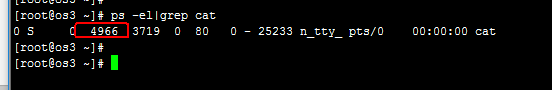 [root@os3 ~]# ps -el|grep cat
0 S     0  4966  3719  0  80   0 - 25233 n_tty_ pts/0    00:00:00 cat
[root@os3 ~]#
[root@os3 ~]#